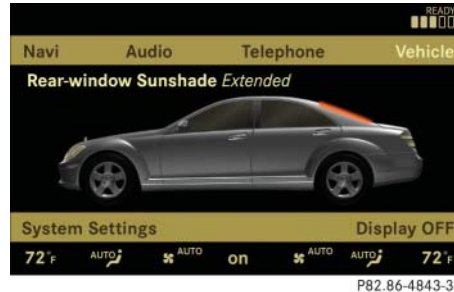 READY
Navi Audio Telephone Vehicle
Rear-window Sunshade Extended
System Settings Display OFF
72°F AUTO AUTO on AUTO AUTO 72°F
P82.86-4843-3